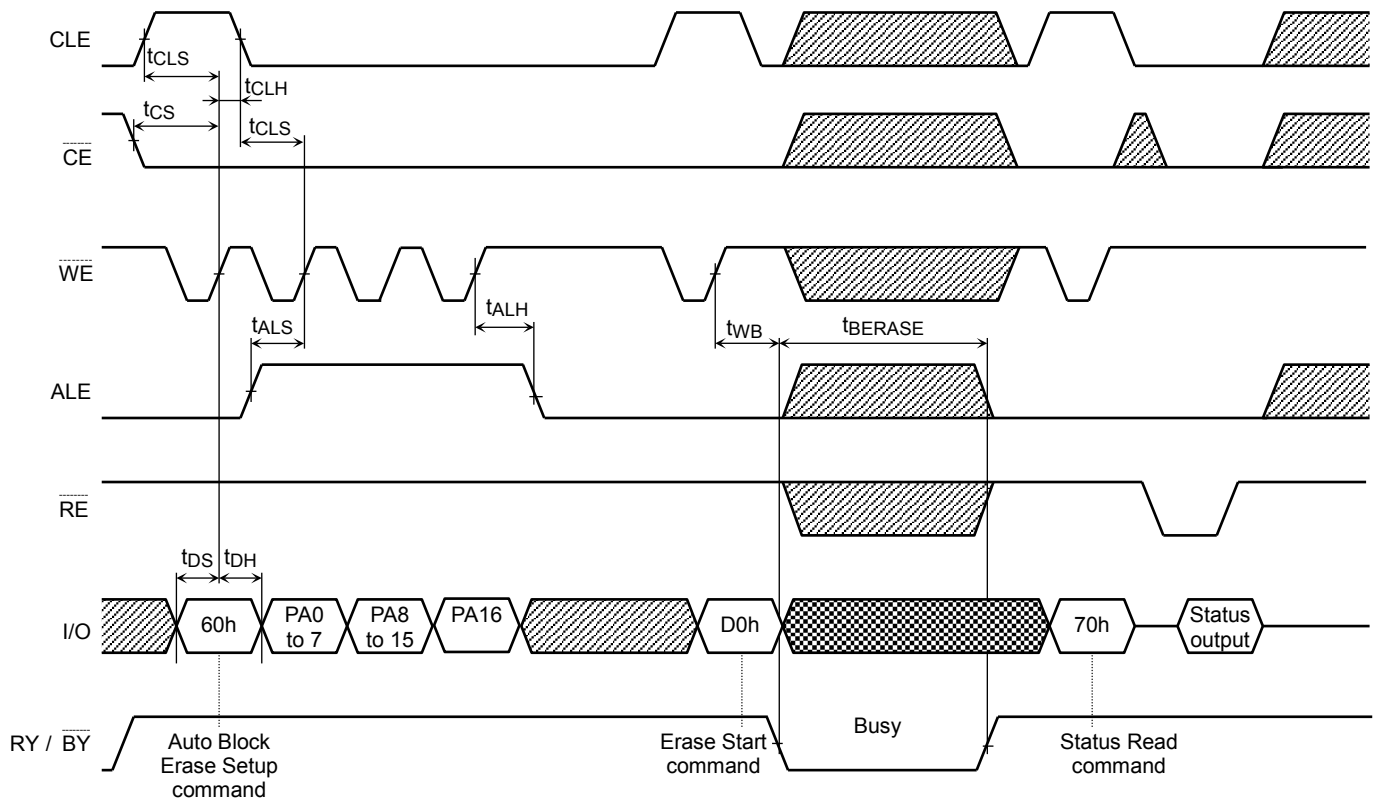 CLE
tCLS
tCLH
tCS
tCLS
CE
WE
tALH
tALS
tWB
tBERASE
ALE
RE
tDS
tDH
I/O
60h
PA0
to 7
PA8
to 15
PA16
D0h
70h
Status
output
RY / BY
Busy
Auto Block
Erase Setup
command
Erase Start
command
Status Read
command